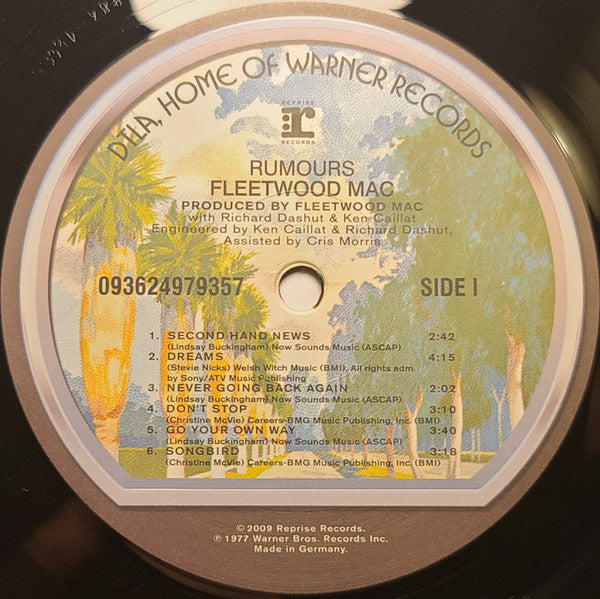 DİLA, HOME OF WARNER RECORDS
REPRISE
r
RECORDS
RUMOURS
FLEETWOOD MAC
PRODUCED BY FLEETWOOD MAC
with Richard Dashut & Ken Caillat
Engineered by Ken Caillat & Richard Dashut,
Assisted by Cris Morris
093624979357 SIDE I
1. SECOND HAND NEWS 2:42
(Lindsay Buckingham) Now Sounds Music (ASCAP)
2. DREAMS 4:15
(Stevie Nicks) Welsh Witch Music (BMI), All rights adm.
by Sony/ATV Music Publishing
3. NEVER GOING BACK AGAIN 2:02
(Lindsay Buckingham) Now Sounds Music (ASCAP).
4. DON'T STOP 3:10
(Christine McVie) Careers-BMG Music Publishing, Inc. (BMI)
5. GO YOUR OWN WAY 3:40
(Lindsay Buckingham) Now Sounds Music (ASCAP)
6. SONGBIRD 3:18
(Christine McVie) Careers-BMG Music Publishing, Inc. (BMI)
© 2009 Reprise Records.
℗ 1977 Warner Bros. Records Inc.
Made in Germany.